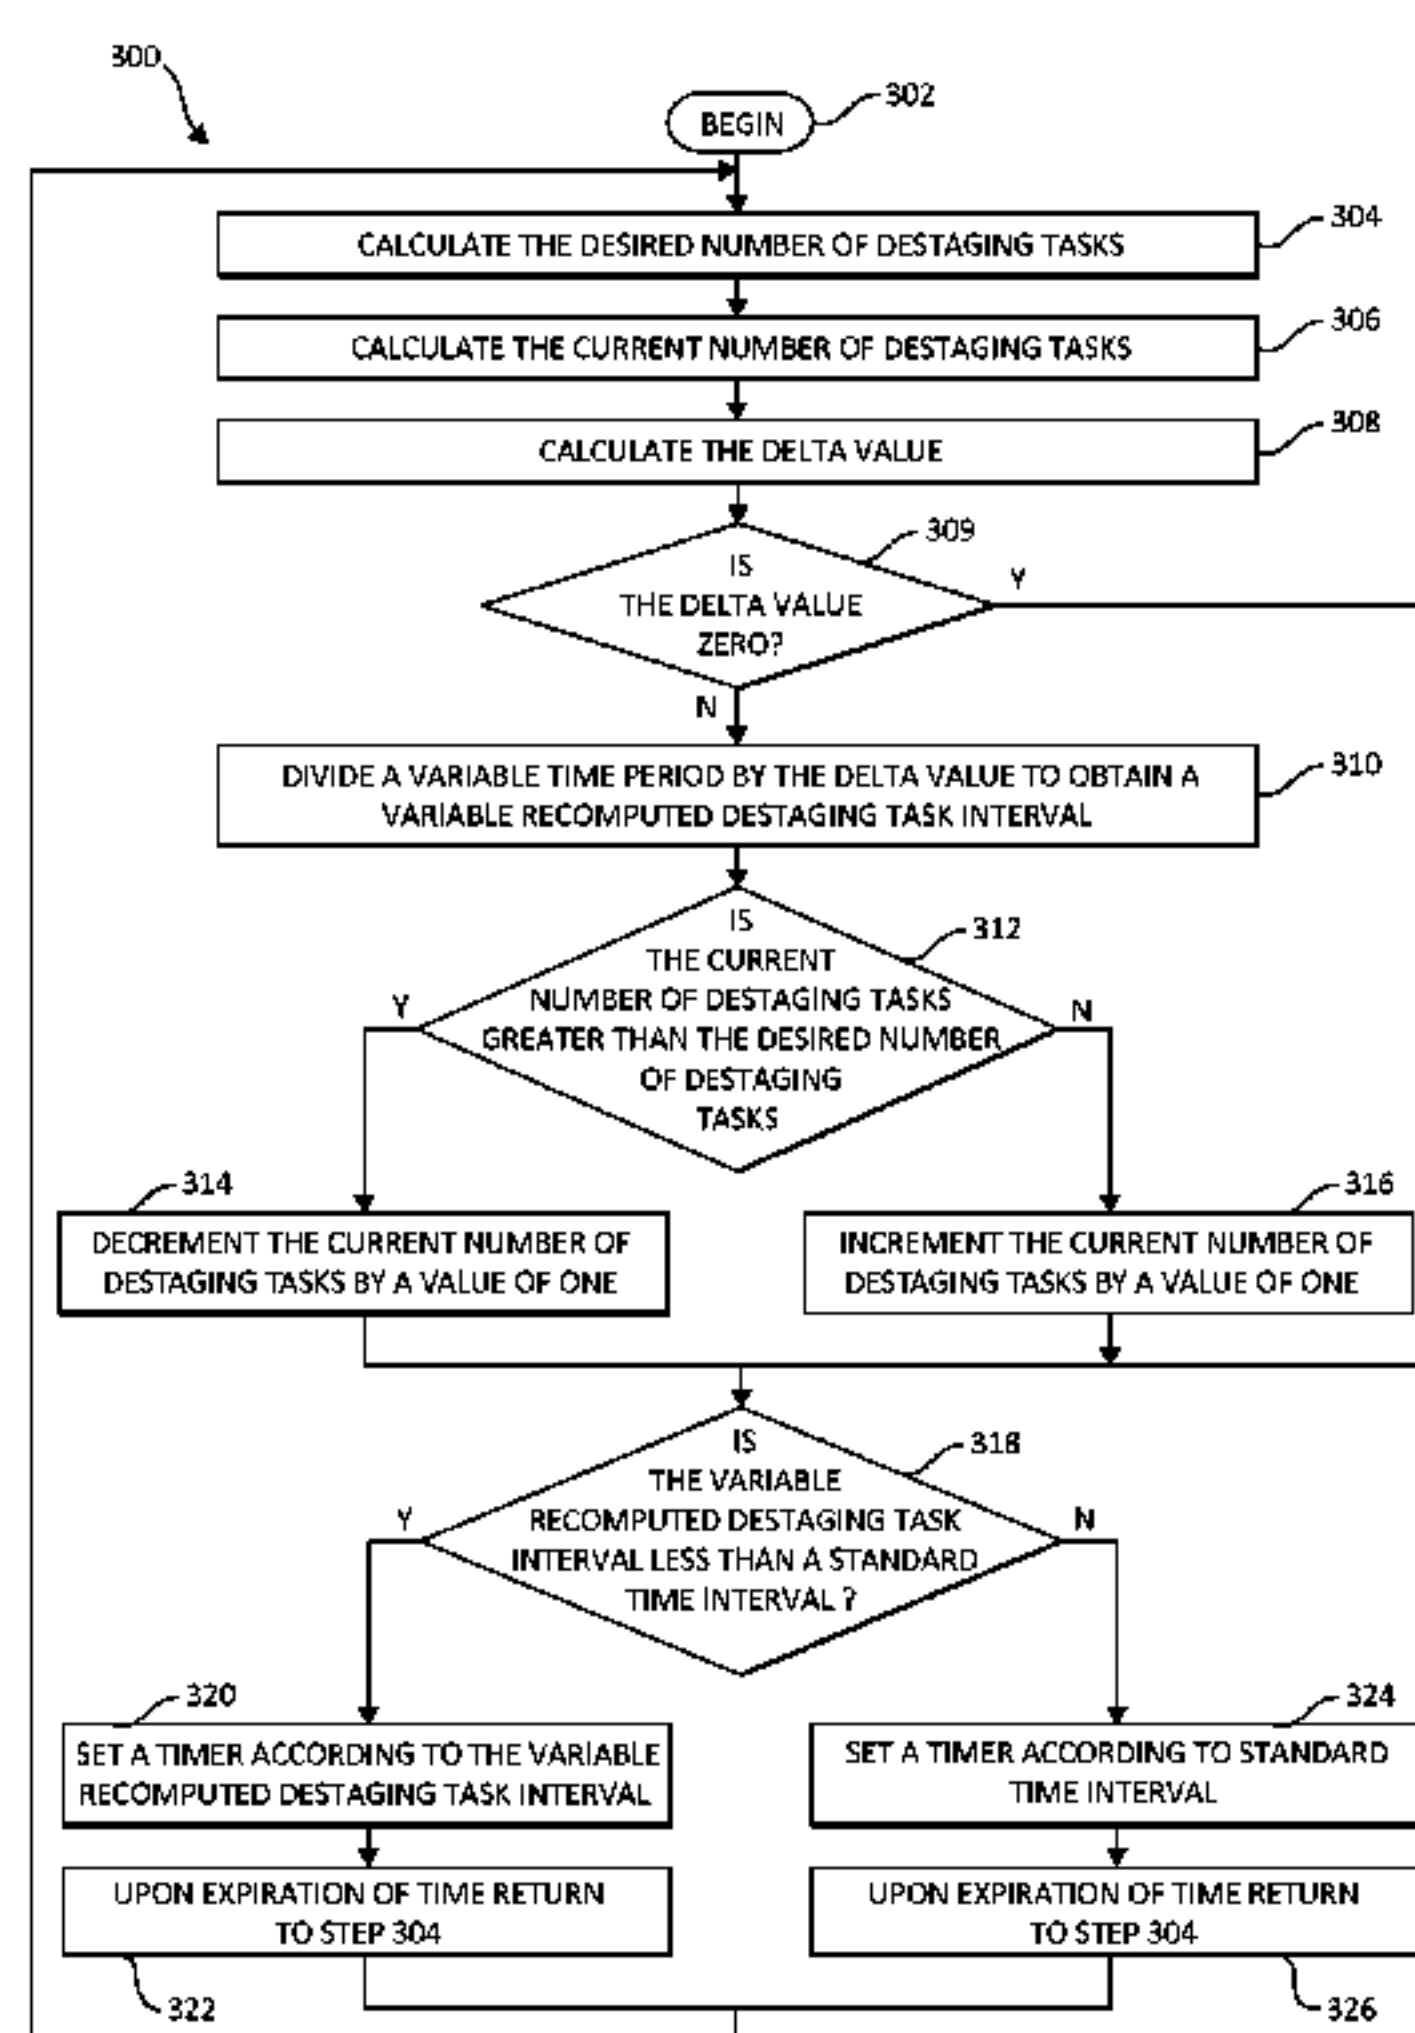 300
BEGIN
302
CALCULATE THE DESIRED NUMBER OF DESTAGING TASKS
304
CALCULATE THE CURRENT NUMBER OF DESTAGING TASKS
306
CALCULATE THE DELTA VALUE
308
309
IS
THE DELTA VALUE
ZERO?
Y
N
DIVIDE A VARIABLE TIME PERIOD BY THE DELTA VALUE TO OBTAIN A
VARIABLE RECOMPUTED DESTAGING TASK INTERVAL
310
312
IS
THE CURRENT
NUMBER OF DESTAGING TASKS
GREATER THAN THE DESIRED NUMBER
OF DESTAGING
TASKS
Y
N
314
DECREMENT THE CURRENT NUMBER OF
DESTAGING TASKS BY A VALUE OF ONE
316
INCREMENT THE CURRENT NUMBER OF
DESTAGING TASKS BY A VALUE OF ONE
318
IS
THE VARIABLE
RECOMPUTED DESTAGING TASK
INTERVAL LESS THAN A STANDARD
TIME INTERVAL ?
Y
N
320
SET A TIMER ACCORDING TO THE VARIABLE
RECOMPUTED DESTAGING TASK INTERVAL
324
SET A TIMER ACCORDING TO STANDARD
TIME INTERVAL
UPON EXPIRATION OF TIME RETURN
TO STEP 304
322
UPON EXPIRATION OF TIME RETURN
TO STEP 304
326